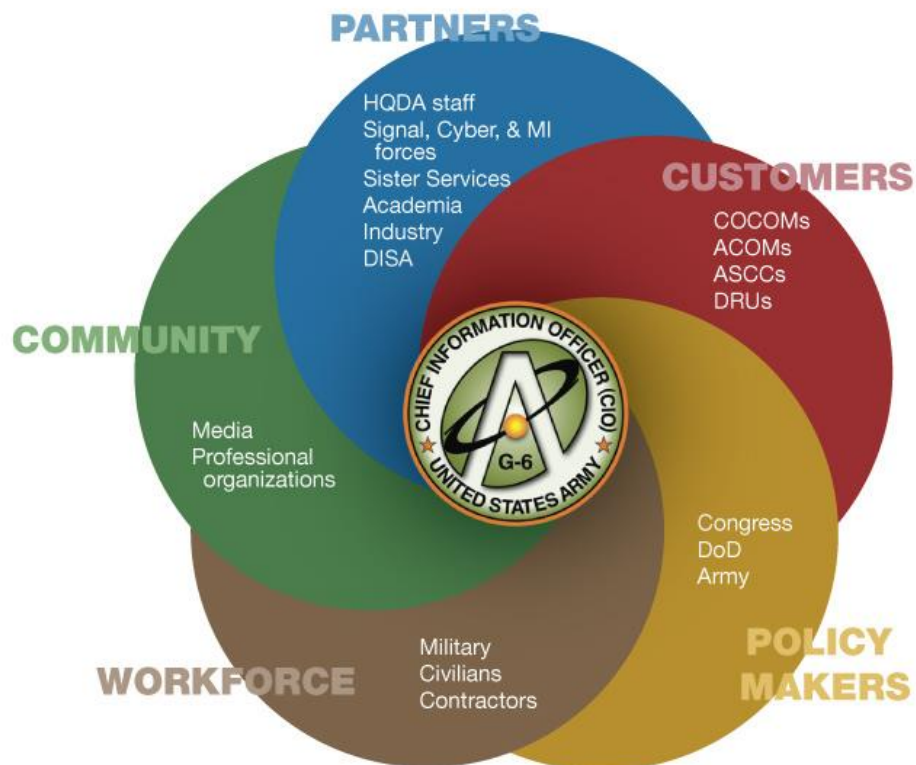 PARTNERS
HQDA staff
Signal, Cyber, & MI
forces
Sister Services
Academia
Industry
DISA
CUSTOMERS
COCOMs
ACOMs
ASCCs
DRUs
COMMUNITY
Media
Professional
organizations
CHIEF INFORMATION OFFICER (CIO)
G-6
UNITED STATES ARMY
Congress
DoD
Army
POLICY
MAKERS
WORKFORCE
Military
Civilians
Contractors